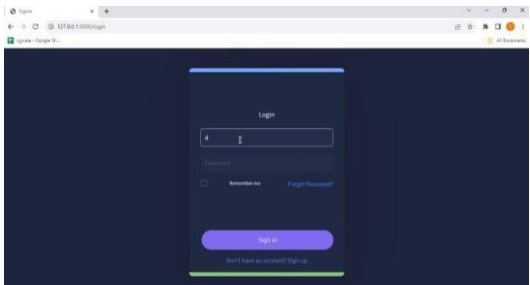 Signin
127.0.0.1:5000/login
All Bookmarks
Login
Password
Remember me
Forgot Password?
Sign in
Don't have an account? Sign up